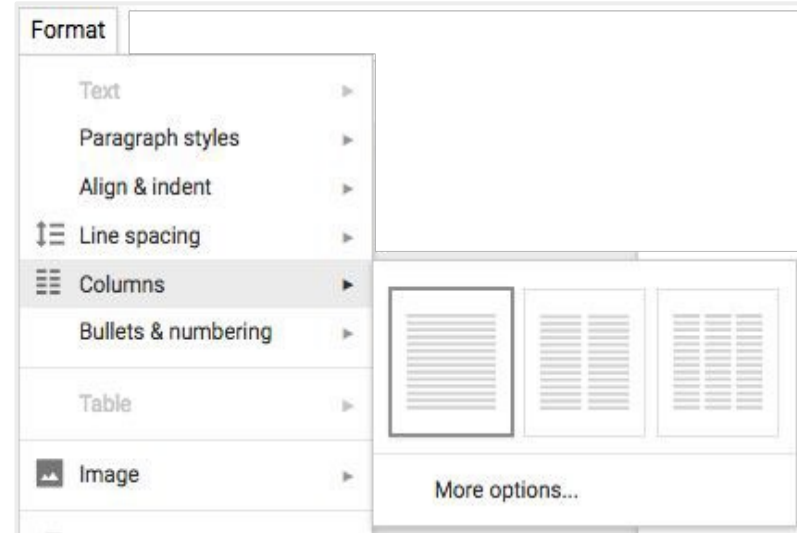 Format
Text
Paragraph styles
Align & indent
Line spacing
Columns
Bullets & numbering
Table
Image
More options...